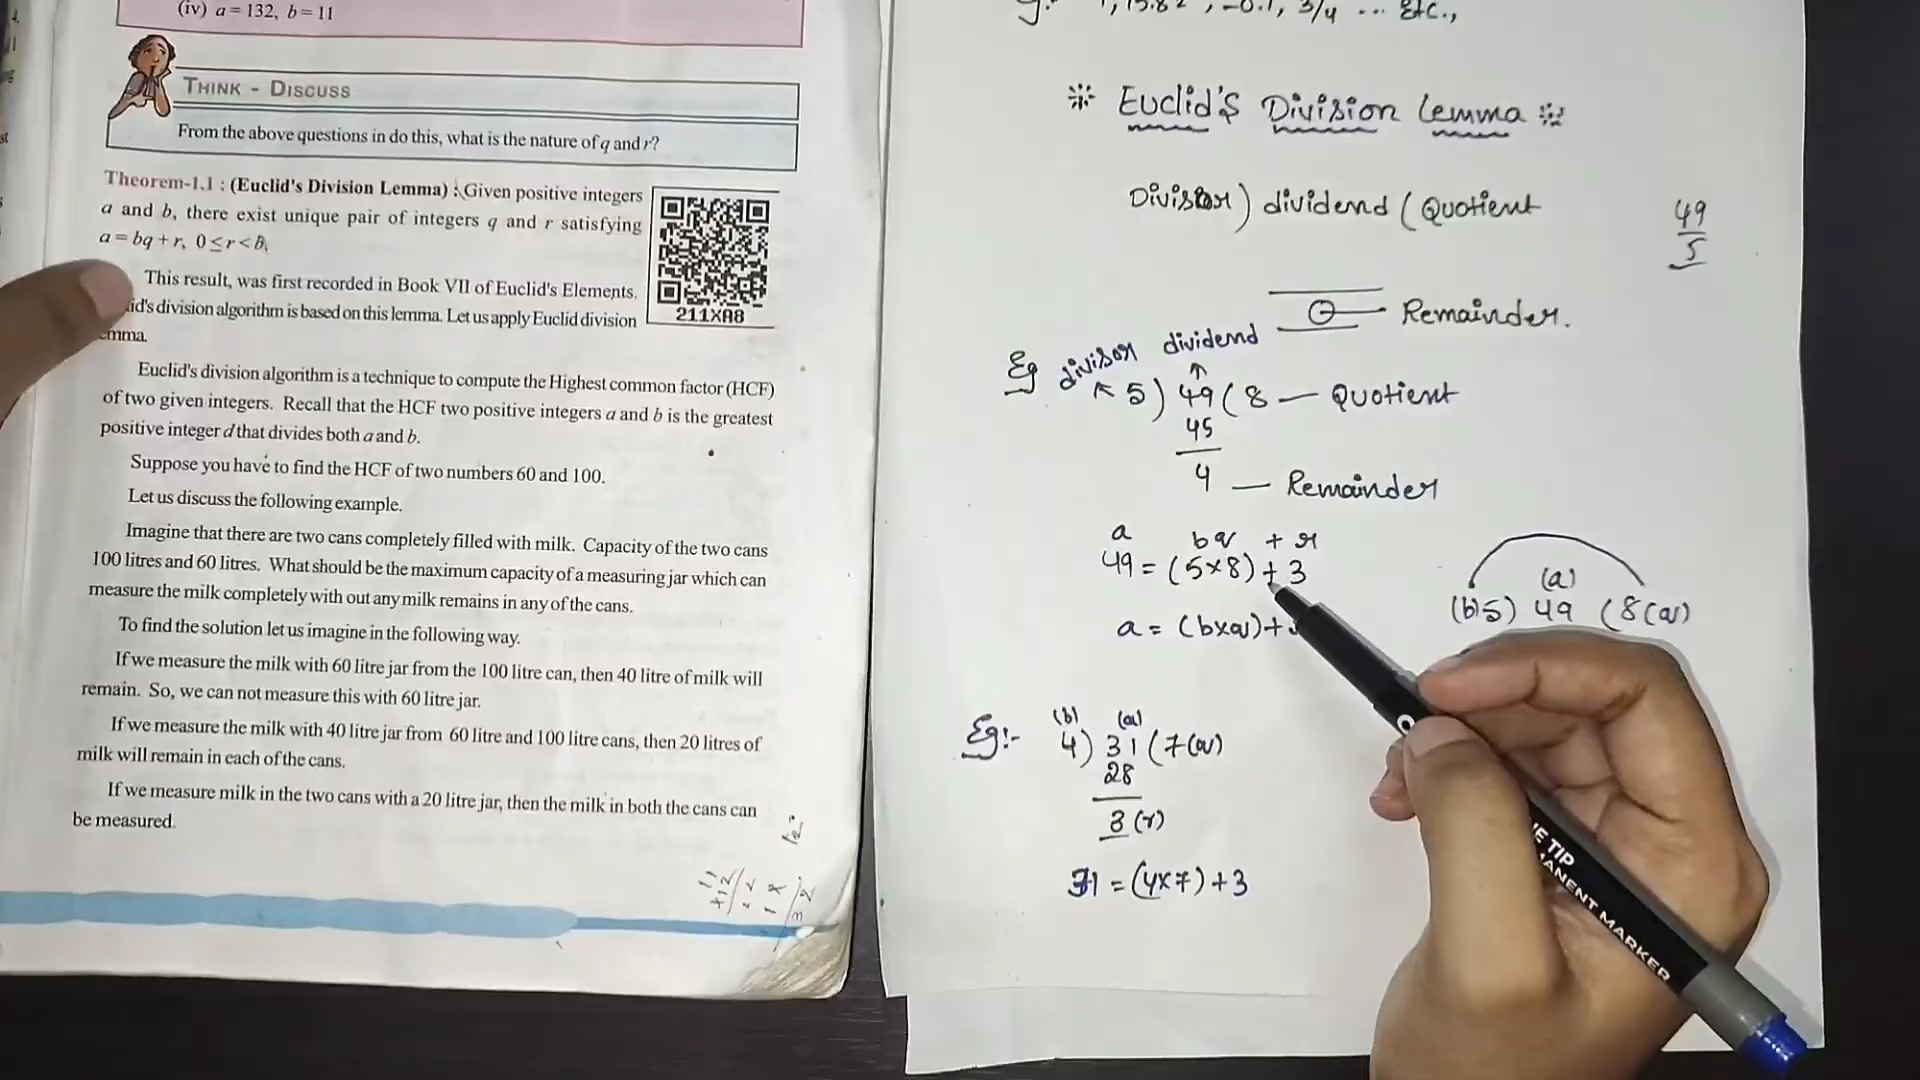 (iv) a = 132, b = 11
THINK - DISCUSS
From the above questions in do this, what is the nature of q and r?
Theorem-1.1 : (Euclid's Division Lemma) : Given positive integers
a and b, there exist unique pair of integers q and r satisfying
a = bq + r, 0 ≤ r < b.
211XA8
This result, was first recorded in Book VII of Euclid's Elements.
id's division algorithm is based on this lemma. Let us apply Euclid division
emma.
Euclid's division algorithm is a technique to compute the Highest common factor (HCF)
of two given integers. Recall that the HCF two positive integers a and b is the greatest
positive integer d that divides both a and b.
Suppose you have to find the HCF of two numbers 60 and 100.
Let us discuss the following example.
Imagine that there are two cans completely filled with milk. Capacity of the two cans
100 litres and 60 litres. What should be the maximum capacity of a measuring jar which can
measure the milk completely with out any milk remains in any of the cans.
To find the solution let us imagine in the following way.
If we measure the milk with 60 litre jar from the 100 litre can, then 40 litre of milk will
remain. So, we can not measure this with 60 litre jar.
If we measure the milk with 40 litre jar from 60 litre and 100 litre cans, then 20 litres of
milk will remain in each of the cans.
If we measure milk in the two cans with a 20 litre jar, then the milk in both the cans can
be measured.
-0.1, 3/4 ... Etc.,
Euclid's Division Lemma
Divisor) dividend (Quotient
49
5
Remainder.
Eg divisor dividend
5) 49 (8 — Quotient
45
4 — Remainder
a bq + r
49 = (5×8) + 3
a = (b×q) +
(a)
(b)5) 49 (8(q)
(b) (a)
Eg:- 4) 31 (7(q)
28
3 (r)
31 = (4×7) + 3
FINE TIP
PERMANENT MARKER